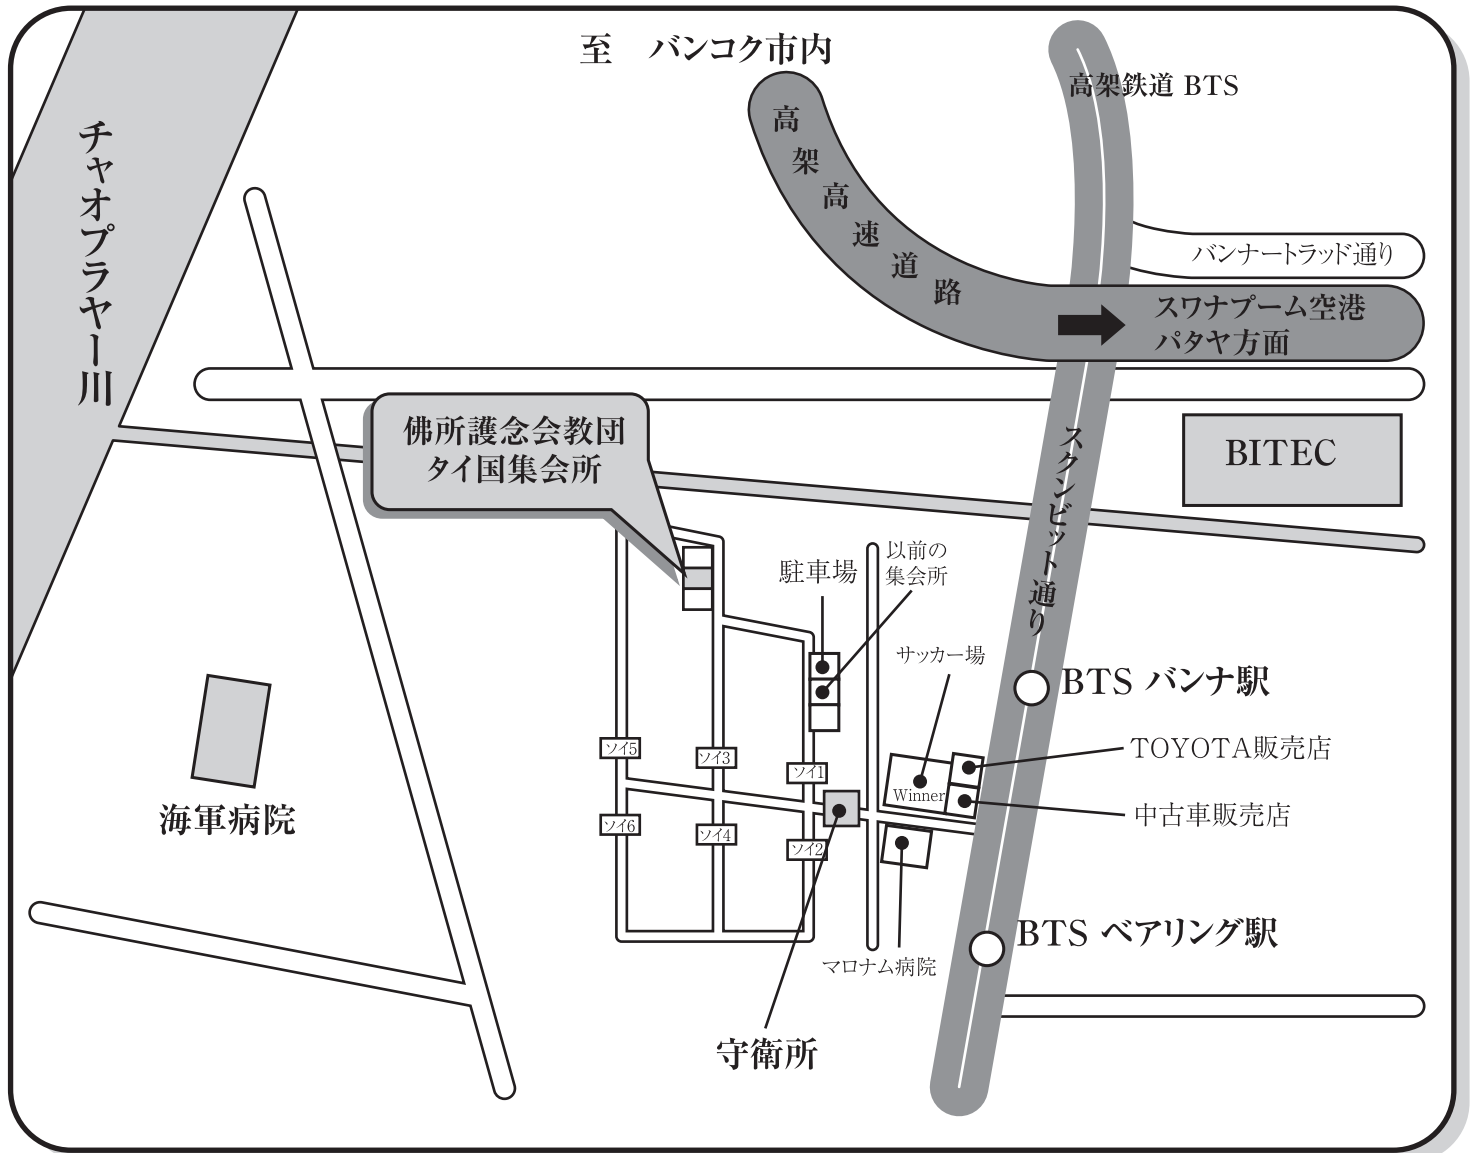 至　バンコク市内
高架鉄道 BTS
チャオプラヤー川
高架高速道路
バンナートラッド通り
スワナプーム空港
パタヤ方面
佛所護念会教団
タイ国集会所
BITEC
スクンビット通り
駐車場
以前の
集会所
サッカー場
BTS バンナ駅
TOYOTA販売店
Winner
中古車販売店
ソイ5
ソイ3
ソイ1
ソイ6
ソイ4
ソイ2
海軍病院
BTS ベアリング駅
マロナム病院
守衛所